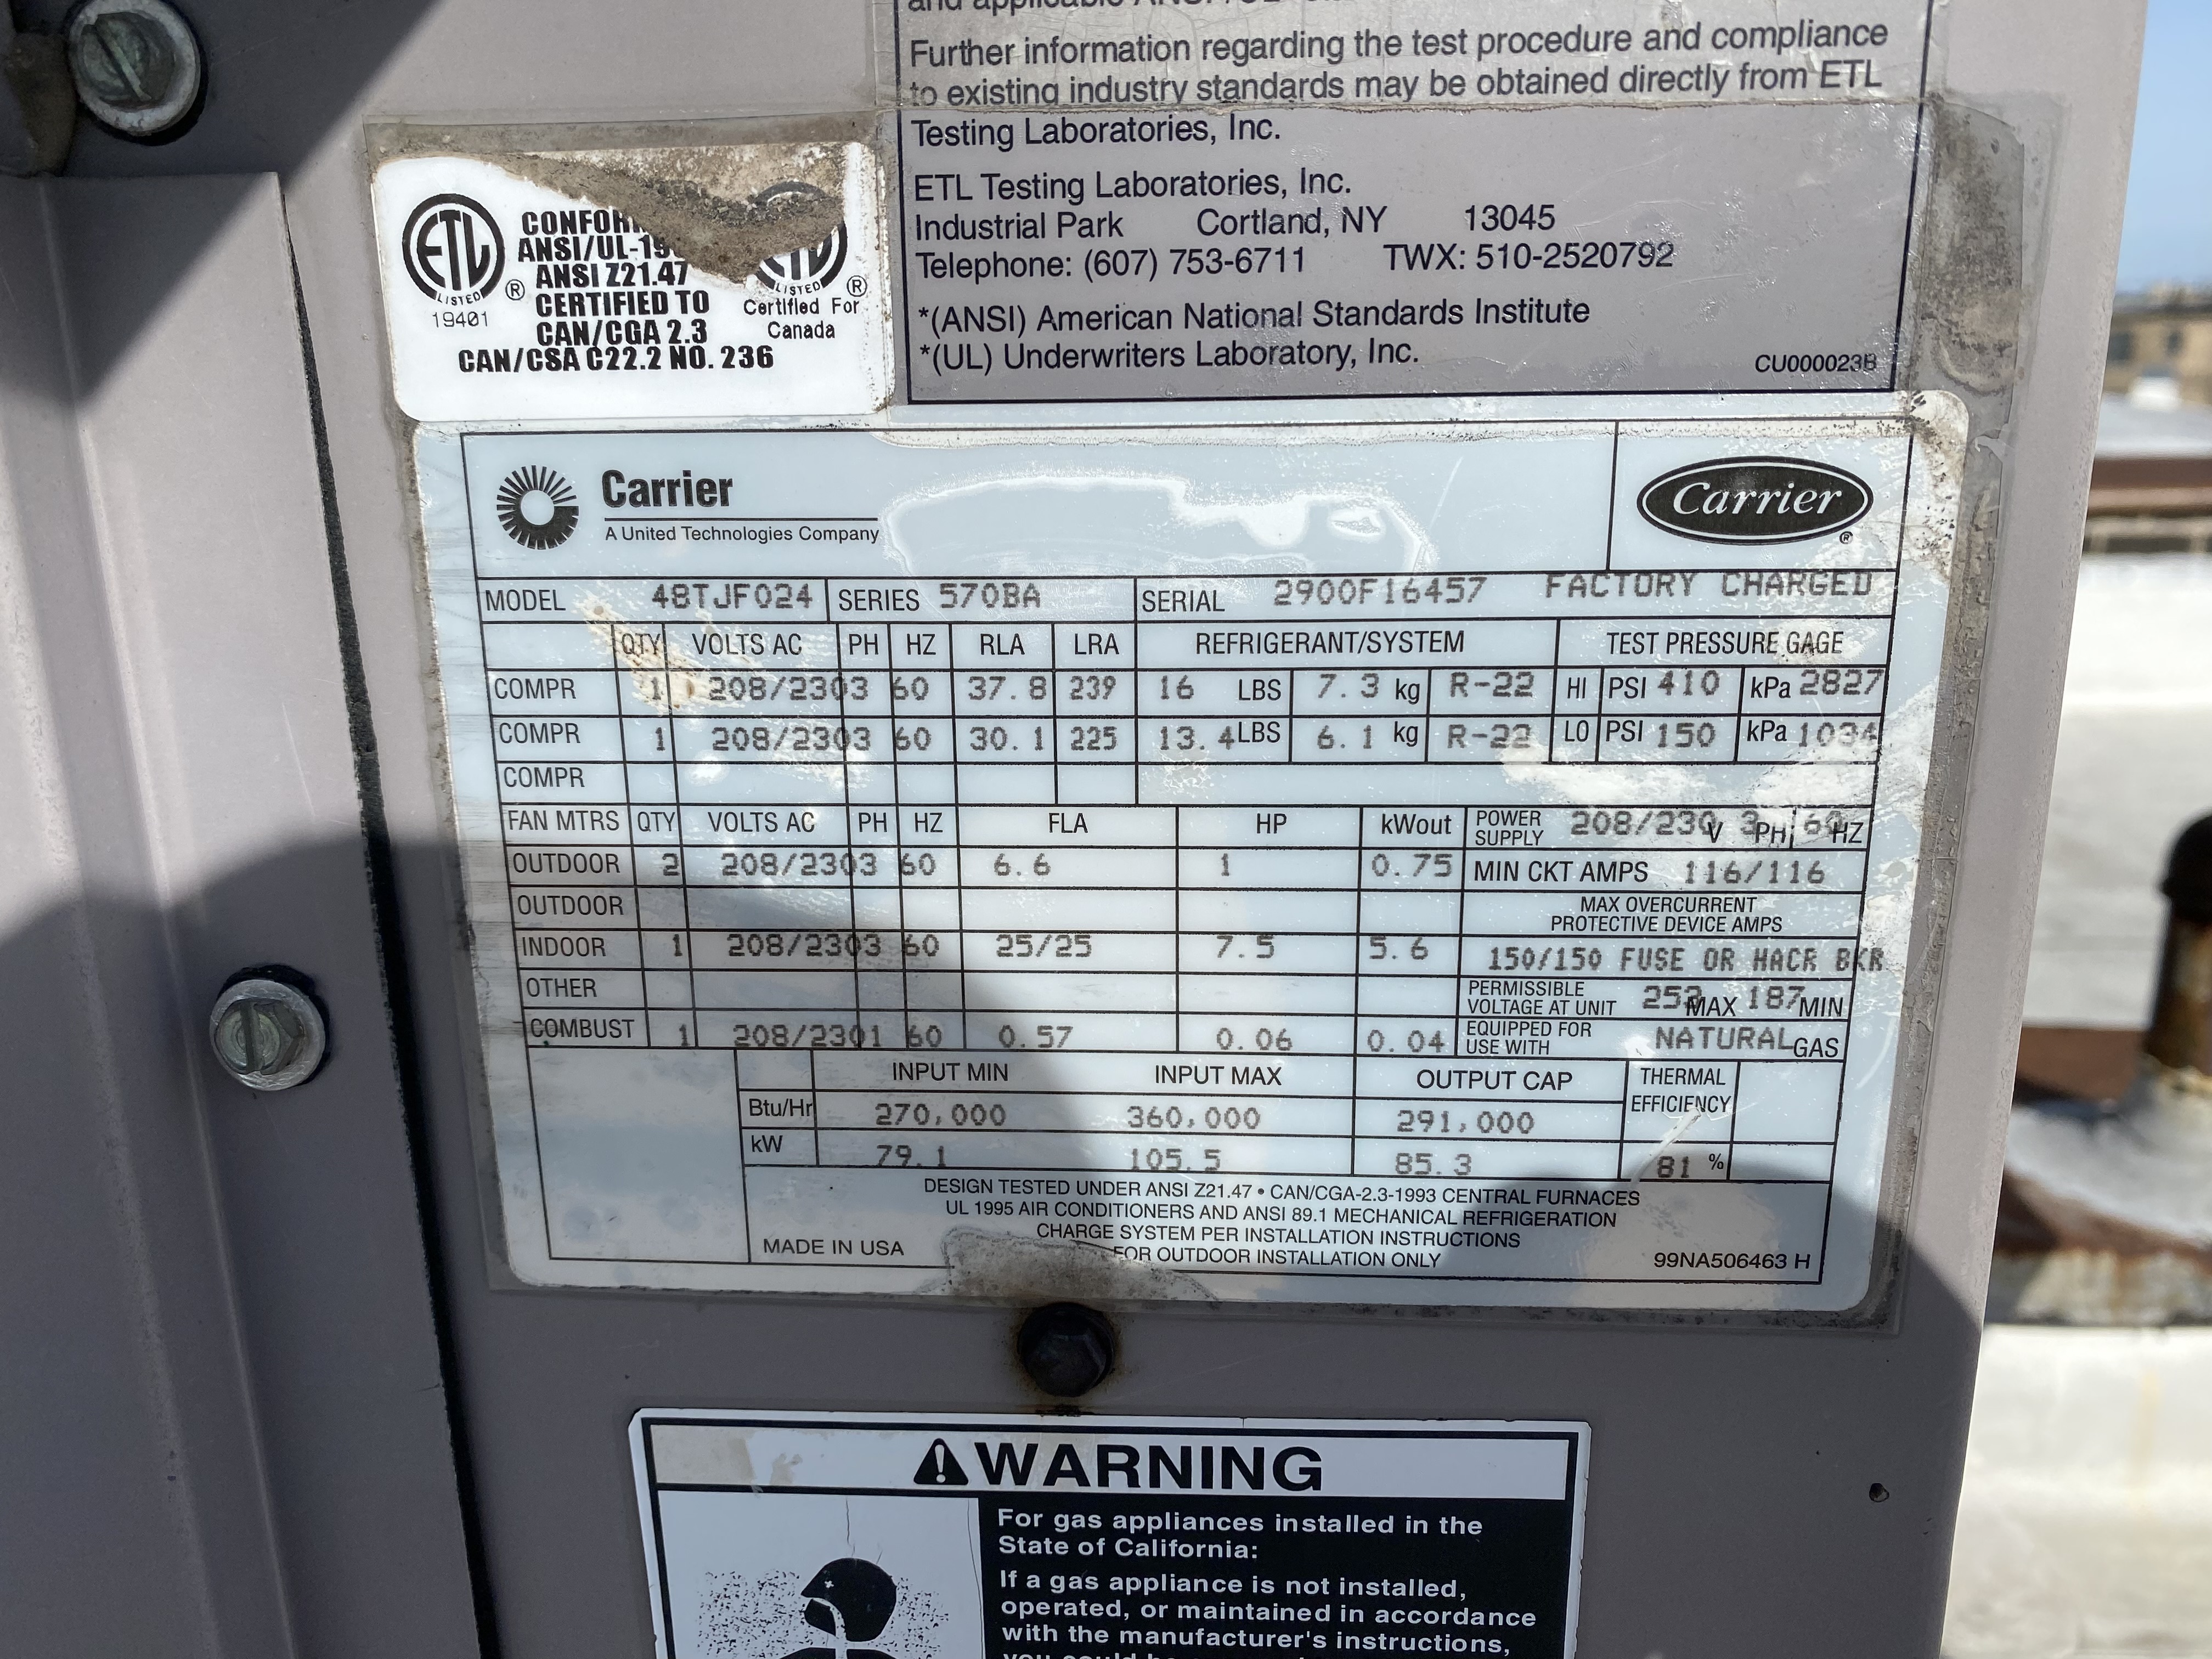 Further information regarding the test procedure and compliance
to existing industry standards may be obtained directly from ETL
Testing Laboratories, Inc.
ETL Testing Laboratories, Inc.
Industrial Park Cortland, NY 13045
Telephone: (607) 753-6711 TWX: 510-2520792
*(ANSI) American National Standards Institute
*(UL) Underwriters Laboratory, Inc.
CU000023B
ETL
LISTED
®
19401
ANSI Z21.47
CERTIFIED TO
CAN/CGA 2.3
CAN/CSA C22.2 NO. 236
LISTED
®
Certified For
Canada
Carrier
A United Technologies Company
Carrier
®
MODEL 48TJF024 SERIES 570BA SERIAL 2900F16457 FACTORY CHARGED
QTY VOLTS AC PH HZ RLA LRA REFRIGERANT/SYSTEM TEST PRESSURE GAGE
COMPR 1 208/230 3 60 37.8 239 16 LBS 7.3 kg R-22 HI PSI 410 kPa 2827
COMPR 1 208/230 3 60 30.1 225 13.4 LBS 6.1 kg R-22 LO PSI 150 kPa 1034
COMPR
FAN MTRS QTY VOLTS AC PH HZ FLA HP kWout POWER SUPPLY 208/230 V 3 PH 60 HZ
OUTDOOR 2 208/230 3 60 6.6 1 0.75 MIN CKT AMPS 116/116
OUTDOOR MAX OVERCURRENT
PROTECTIVE DEVICE AMPS
INDOOR 1 208/230 3 60 25/25 7.5 5.6 150/150 FUSE OR HACR BKR
OTHER PERMISSIBLE VOLTAGE AT UNIT 253 MAX 187 MIN
COMBUST 1 208/230 1 60 0.57 0.06 0.04 EQUIPPED FOR USE WITH NATURAL GAS
INPUT MIN INPUT MAX OUTPUT CAP THERMAL EFFICIENCY
Btu/Hr 270,000 360,000 291,000
kW 79.1 105.5 85.3 81 %
DESIGN TESTED UNDER ANSI Z21.47 • CAN/CGA-2.3-1993 CENTRAL FURNACES
UL 1995 AIR CONDITIONERS AND ANSI 89.1 MECHANICAL REFRIGERATION
CHARGE SYSTEM PER INSTALLATION INSTRUCTIONS
MADE IN USA FOR OUTDOOR INSTALLATION ONLY 99NA506463 H
WARNING
For gas appliances installed in the
State of California:
If a gas appliance is not installed,
operated, or maintained in accordance
with the manufacturer's instructions,